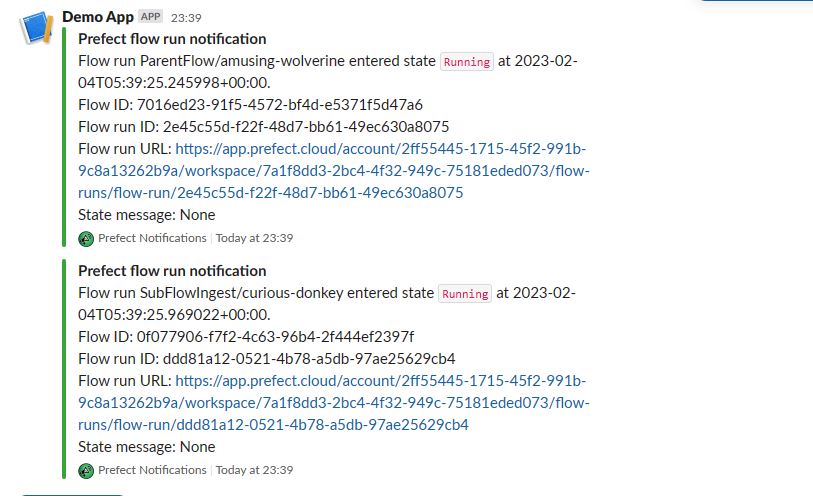 Demo App APP 23:39
Prefect flow run notification
Flow run ParentFlow/amusing-wolverine entered state Running at 2023-02-
04T05:39:25.245998+00:00.
Flow ID: 7016ed23-91f5-4572-bf4d-e5371f5d47a6
Flow run ID: 2e45c55d-f22f-48d7-bb61-49ec630a8075
Flow run URL: https://app.prefect.cloud/account/2ff55445-1715-45f2-991b-
9c8a13262b9a/workspace/7a1f8dd3-2bc4-4f32-949c-75181eded073/flow-
runs/flow-run/2e45c55d-f22f-48d7-bb61-49ec630a8075
State message: None
Prefect Notifications | Today at 23:39
Prefect flow run notification
Flow run SubFlowIngest/curious-donkey entered state Running at 2023-02-
04T05:39:25.969022+00:00.
Flow ID: 0f077906-f7f2-4c63-96b4-2f444ef2397f
Flow run ID: ddd81a12-0521-4b78-a5db-97ae25629cb4
Flow run URL: https://app.prefect.cloud/account/2ff55445-1715-45f2-991b-
9c8a13262b9a/workspace/7a1f8dd3-2bc4-4f32-949c-75181eded073/flow-
runs/flow-run/ddd81a12-0521-4b78-a5db-97ae25629cb4
State message: None
Prefect Notifications | Today at 23:39